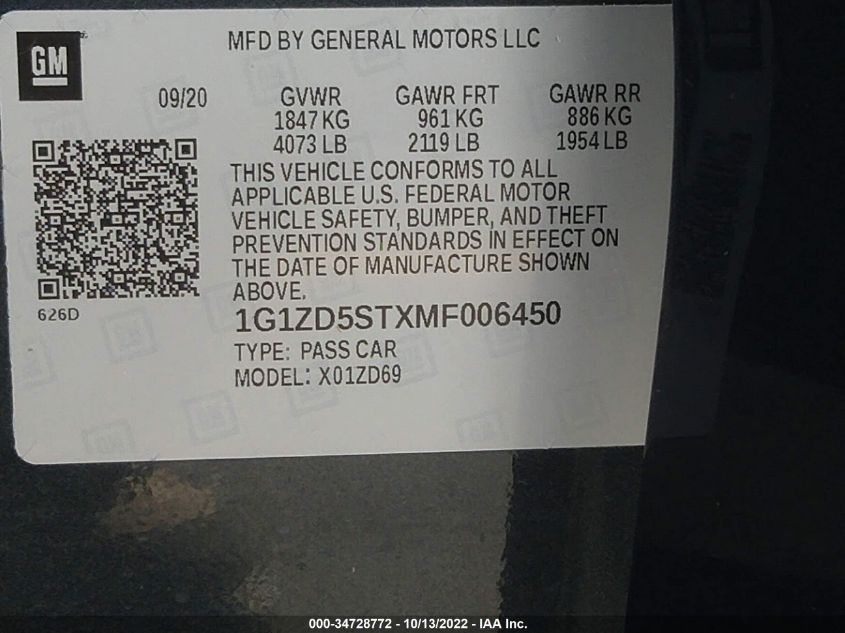 GM
MFD BY GENERAL MOTORS LLC
09/20 GVWR GAWR FRT GAWR RR
1847 KG 961 KG 886 KG
4073 LB 2119 LB 1954 LB
THIS VEHICLE CONFORMS TO ALL
APPLICABLE U.S. FEDERAL MOTOR
VEHICLE SAFETY, BUMPER, AND THEFT
PREVENTION STANDARDS IN EFFECT ON
THE DATE OF MANUFACTURE SHOWN
ABOVE.
626D
1G1ZD5STXMF006450
TYPE: PASS CAR
MODEL: X01ZD69
000-34728772 - 10/13/2022 - IAA Inc.